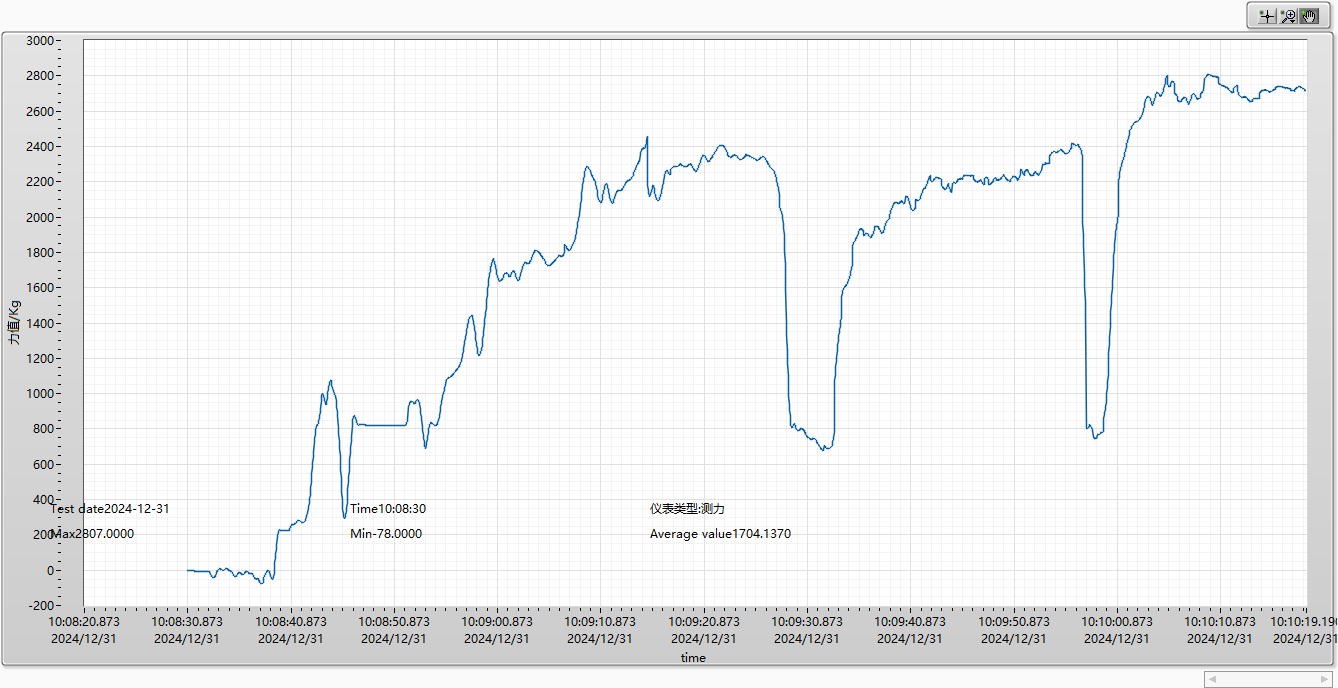 3000
2800
2600
2400
2200
2000
1800
1600
1400
1200
1000
800
600
400
200
0
-200
力值/Kg
Test date2024-12-31 Time10:08:30 仪表类型:测力
Max2807.0000 Min-78.0000 Average value1704.1370
10:08:20.873 10:08:30.873 10:08:40.873 10:08:50.873 10:09:00.873 10:09:10.873 10:09:20.873 10:09:30.873 10:09:40.873 10:09:50.873 10:10:00.873 10:10:10.873 10:10:19.190
2024/12/31 2024/12/31 2024/12/31 2024/12/31 2024/12/31 2024/12/31 2024/12/31 2024/12/31 2024/12/31 2024/12/31 2024/12/31 2024/12/31 2024/12/31
time